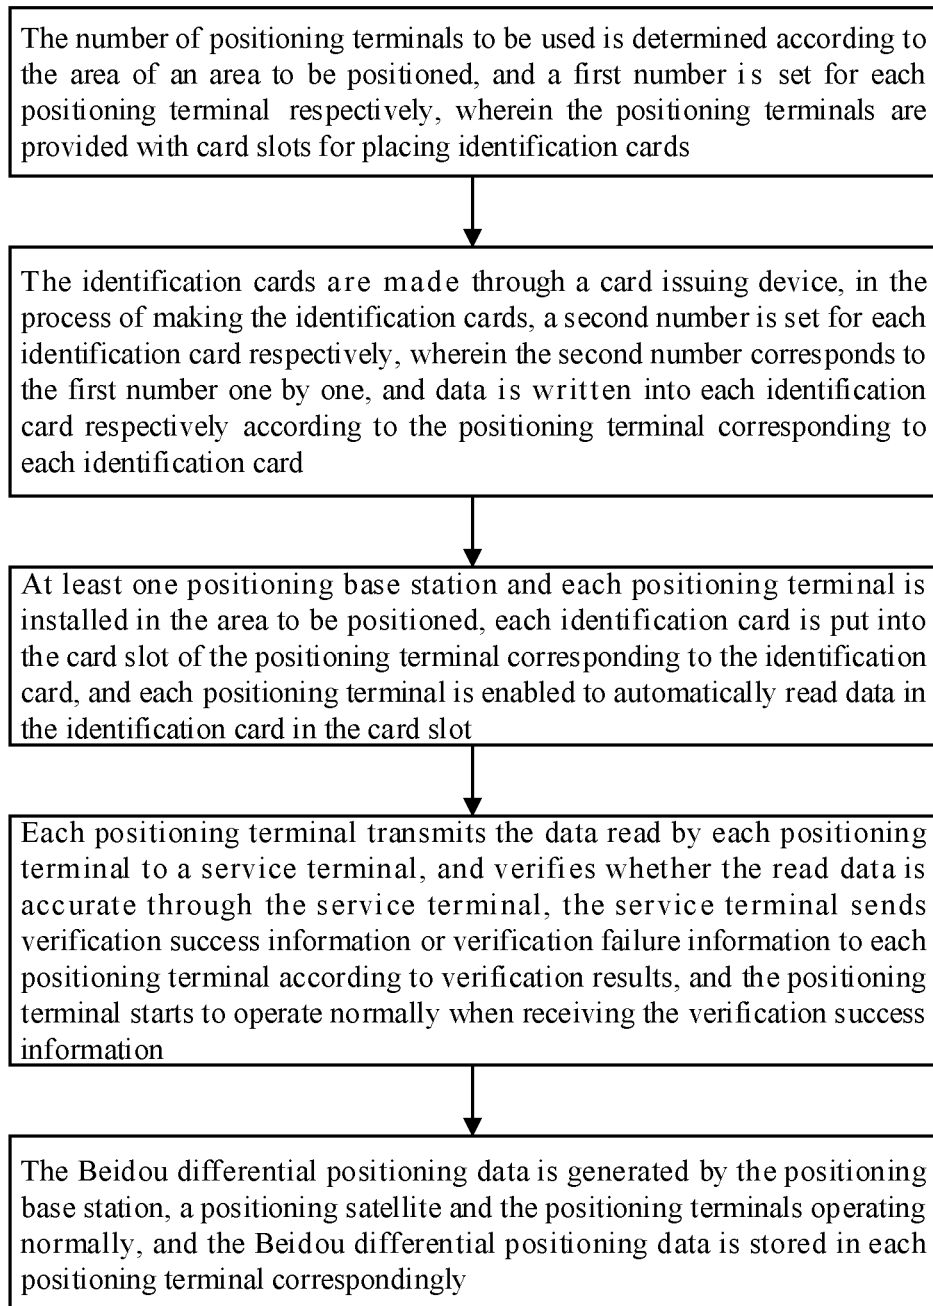 The number of positioning terminals to be used is determined according to
the area of an area to be positioned, and a first number is set for each
positioning terminal respectively, wherein the positioning terminals are
provided with card slots for placing identification cards
The identification cards are made through a card issuing device, in the
process of making the identification cards, a second number is set for each
identification card respectively, wherein the second number corresponds to
the first number one by one, and data is written into each identification
card respectively according to the positioning terminal corresponding to
each identification card
At least one positioning base station and each positioning terminal is
installed in the area to be positioned, each identification card is put into
the card slot of the positioning terminal corresponding to the identification
card, and each positioning terminal is enabled to automatically read data in
the identification card in the card slot
Each positioning terminal transmits the data read by each positioning
terminal to a service terminal, and verifies whether the read data is
accurate through the service terminal, the service terminal sends
verification success information or verification failure information to each
positioning terminal according to verification results, and the positioning
terminal starts to operate normally when receiving the verification success
information
The Beidou differential positioning data is generated by the positioning
base station, a positioning satellite and the positioning terminals operating
normally, and the Beidou differential positioning data is stored in each
positioning terminal correspondingly